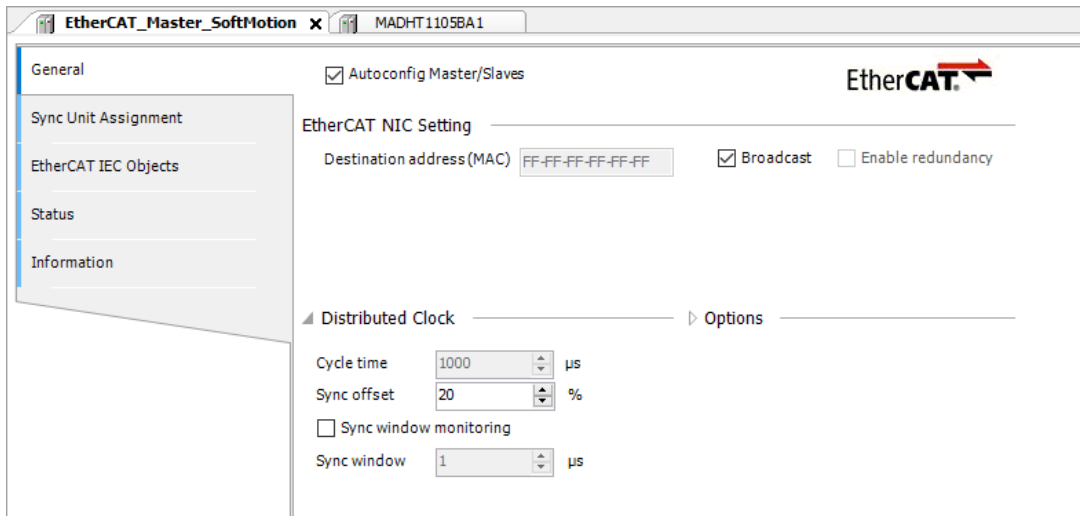 EtherCAT_Master_SoftMotion x MADHT1105BA1
General
Sync Unit Assignment
EtherCAT IEC Objects
Status
Information
Autoconfig Master/Slaves
EtherCAT®
EtherCAT NIC Setting
Destination address (MAC) FF-FF-FF-FF-FF-FF Broadcast Enable redundancy
Distributed Clock Options
Cycle time 1000 µs
Sync offset 20 %
Sync window monitoring
Sync window 1 µs